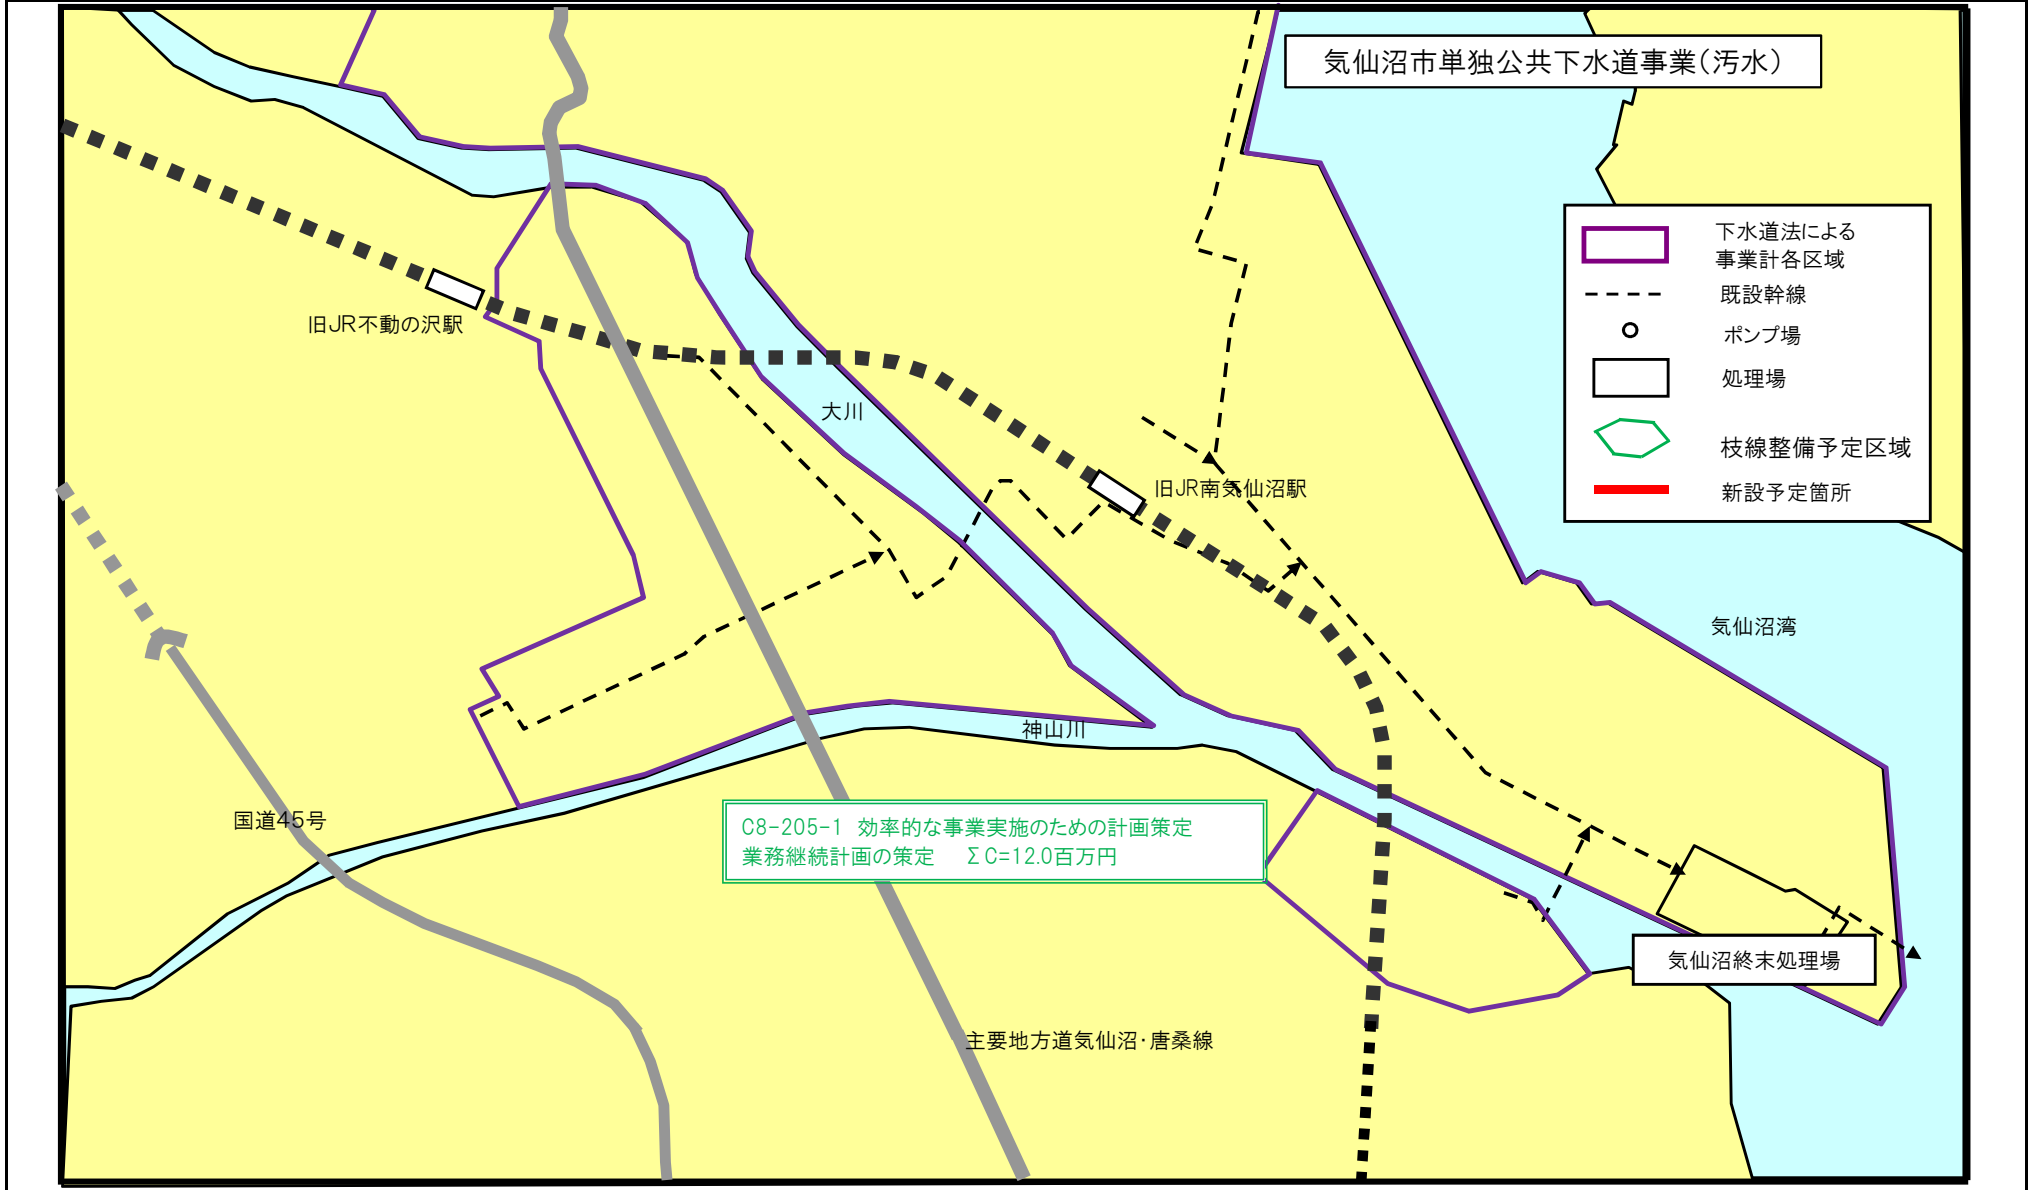 気仙沼市単独公共下水道事業(汚水)
下水道法による
事業計各区域
既設幹線
ポンプ場
処理場
枝線整備予定区域
新設予定箇所
旧JR不動の沢駅
大川
旧JR南気仙沼駅
気仙沼湾
神山川
国道45号
C8-205-1 効率的な事業実施のための計画策定
業務継続計画の策定 ΣC=12.0百万円
気仙沼終末処理場
主要地方道気仙沼・唐桑線